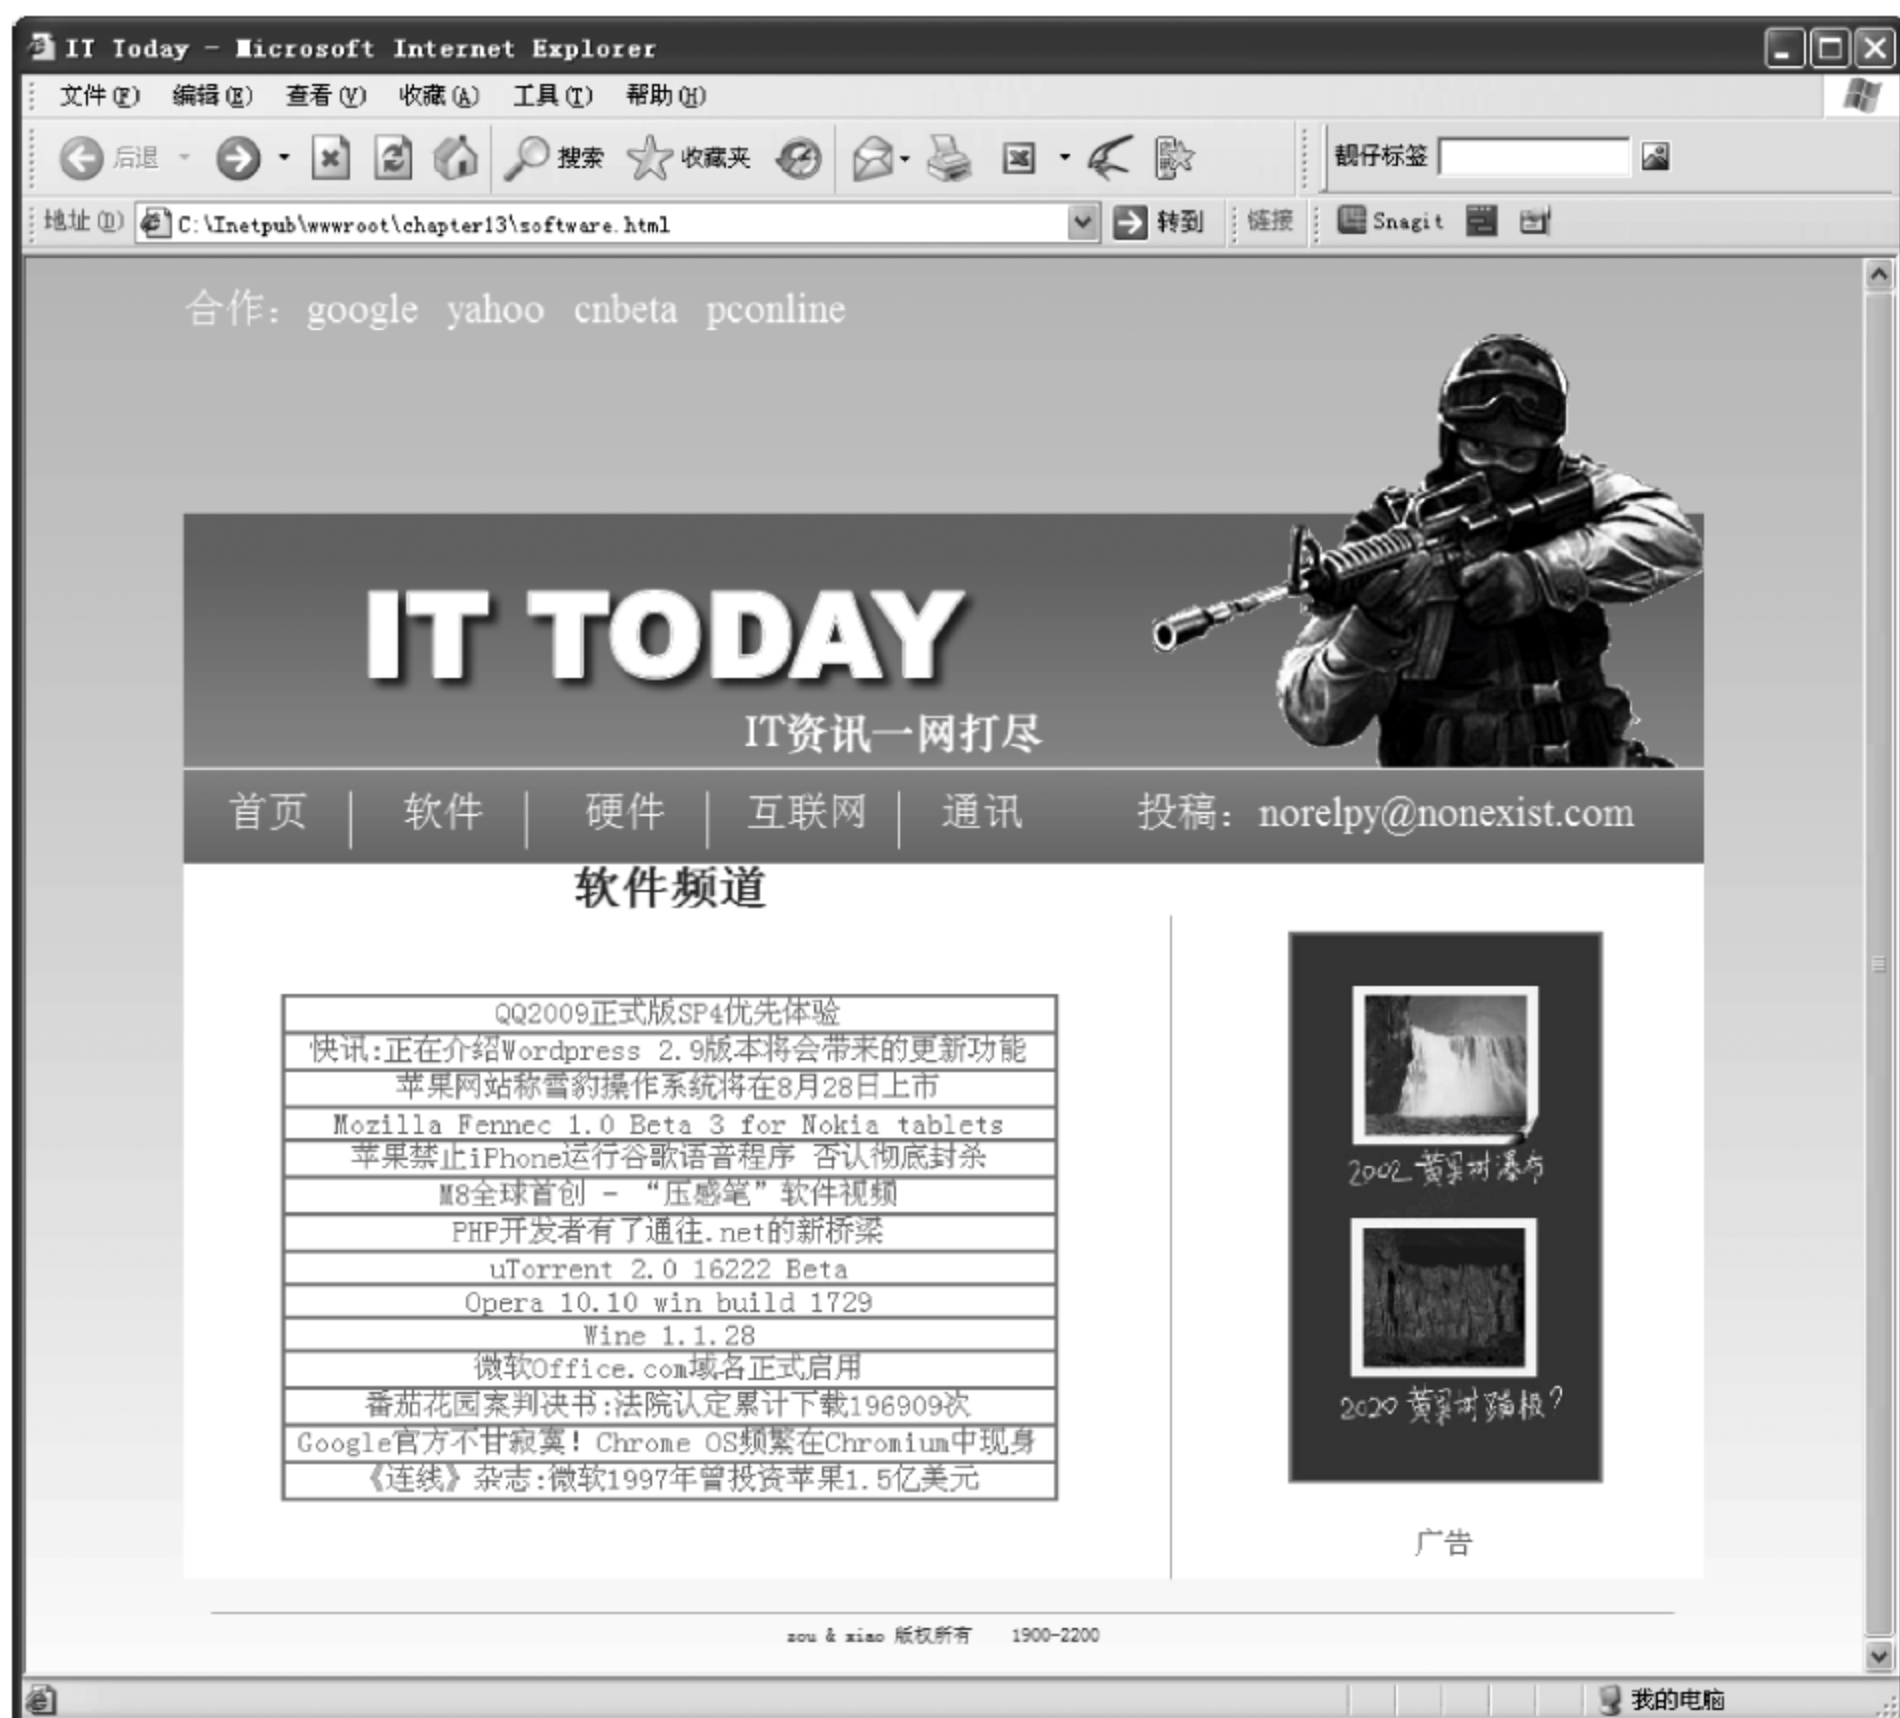 IT Today - Microsoft Internet Explorer
文件(F) 编辑(E) 查看(V) 收藏(A) 工具(T) 帮助(H)
后退 搜索 收藏夹 靓仔标签
地址(D) C:\Inetpub\wwwroot\chapter13\software.html 转到 链接 Snagit
合作：google yahoo cnbeta pconline
IT TODAY
IT资讯一网打尽
首页 软件 硬件 互联网 通讯 投稿：norelpy@nonexist.com
软件频道
QQ2009正式版SP4优先体验
快讯:正在介绍Wordpress 2.9版本将会带来的更新功能
苹果网站称雪豹操作系统将在8月28日上市
Mozilla Fennec 1.0 Beta 3 for Nokia tablets
苹果禁止iPhone运行谷歌语音程序 否认彻底封杀
M8全球首创 - “压感笔”软件视频
PHP开发者有了通往.net的新桥梁
uTorrent 2.0 16222 Beta
Opera 10.10 win build 1729
Wine 1.1.28
微软Office.com域名正式启用
番茄花园案判决书:法院认定累计下载196909次
Google官方不甘寂寞! Chrome OS频繁在Chromium中现身
《连线》杂志:微软1997年曾投资苹果1.5亿美元
2002 黄果树瀑布
2020 黄果树
广告
zou & xiao 版权所有 1900-2200
我的电脑